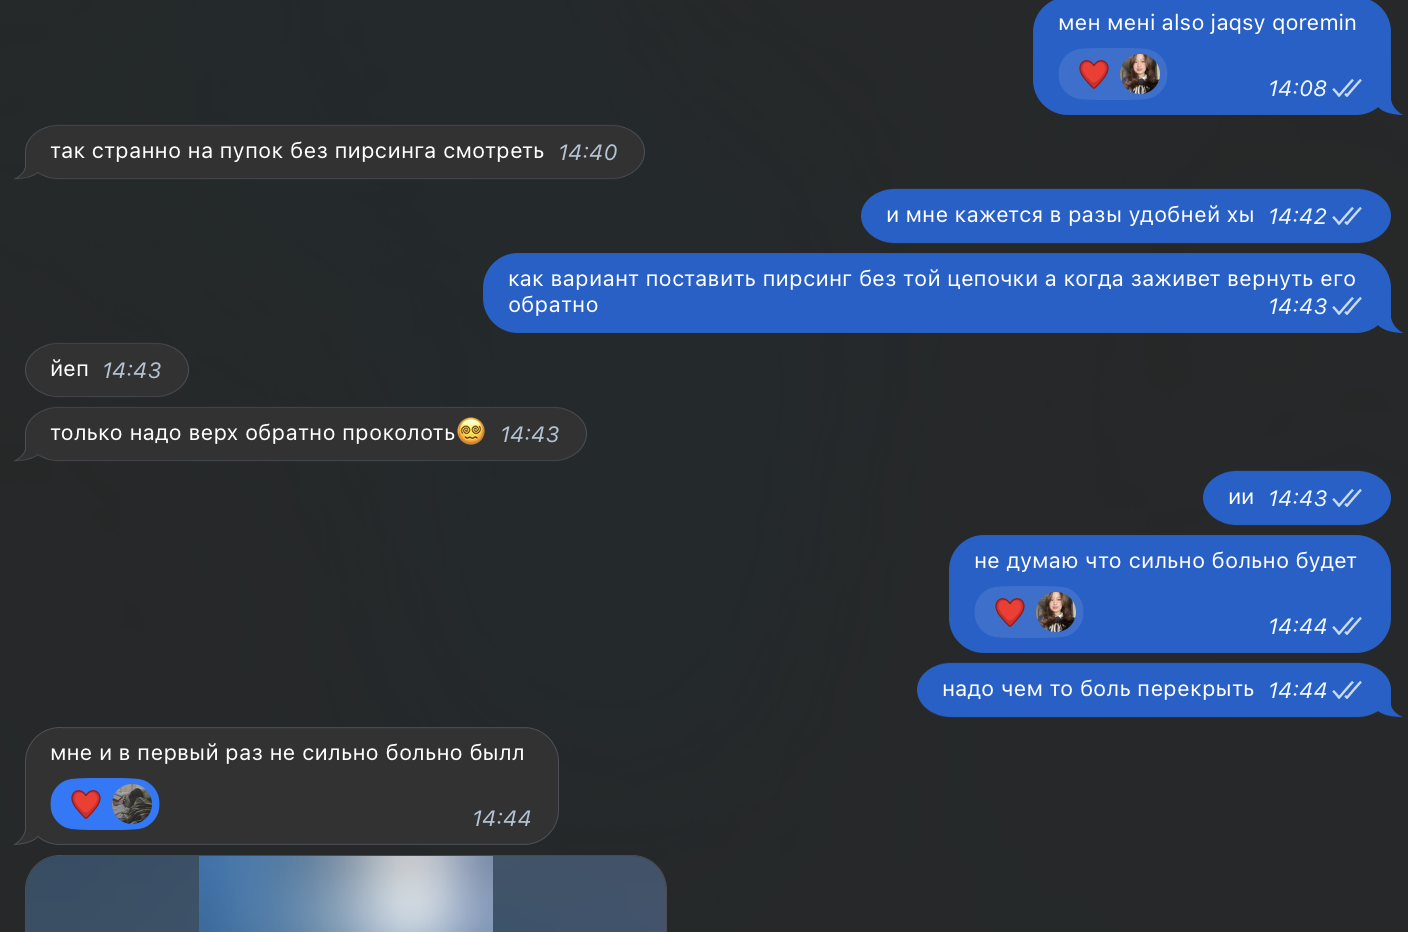 мен мені also jaqsy qoremin
❤️ 14:08
так странно на пупок без пирсинга смотреть 14:40
и мне кажется в разы удобней хы 14:42
как вариант поставить пирсинг без той цепочки а когда заживет вернуть его
обратно 14:43
йеп 14:43
только надо верх обратно проколоть😵‍💫 14:43
ии 14:43
не думаю что сильно больно будет
❤️ 14:44
надо чем то боль перекрыть 14:44
мне и в первый раз не сильно больно былл
❤️ 14:44